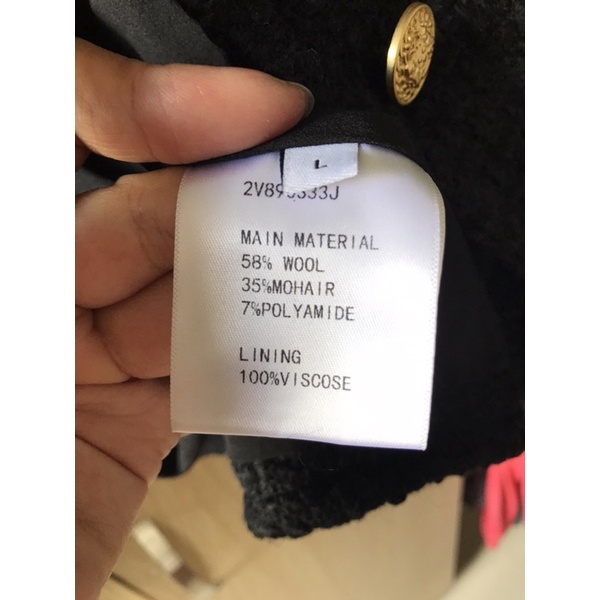 L
MAIN MATERIAL
58% WOOL
35%MOHAIR
7%POLYAMIDE
LINING
100%VISCOSE